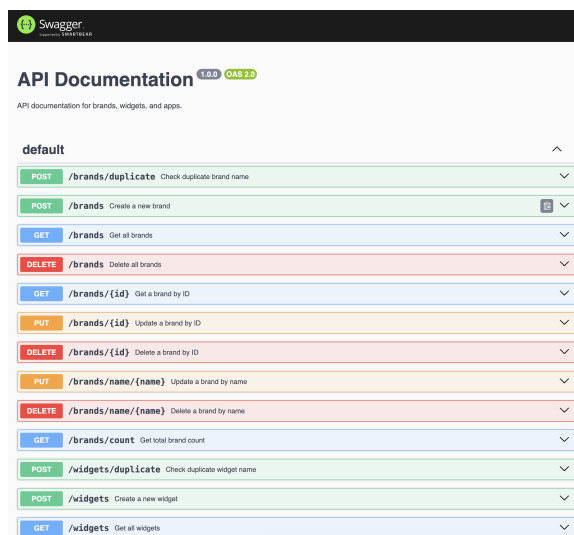 Swagger
Supported by SMARTBEAR
API Documentation 1.0.0 OAS 2.0
API documentation for brands, widgets, and apps.
default
POST /brands/duplicate Check duplicate brand name
POST /brands Create a new brand
GET /brands Get all brands
DELETE /brands Delete all brands
GET /brands/{id} Get a brand by ID
PUT /brands/{id} Update a brand by ID
DELETE /brands/{id} Delete a brand by ID
PUT /brands/name/{name} Update a brand by name
DELETE /brands/name/{name} Delete a brand by name
GET /brands/count Get total brand count
POST /widgets/duplicate Check duplicate widget name
POST /widgets Create a new widget
GET /widgets Get all widgets